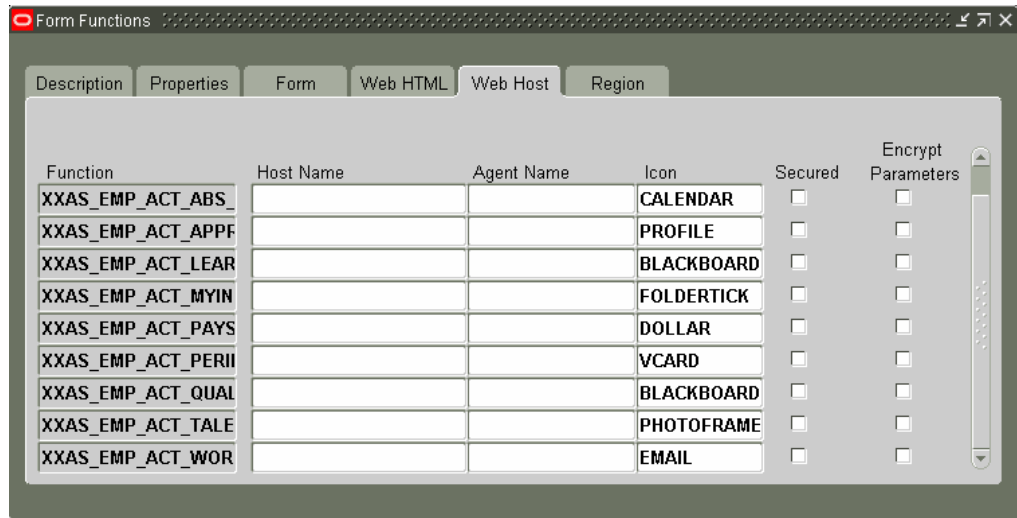 Form Functions
Description Properties Form Web HTML Web Host Region
Encrypt
Function Host Name Agent Name Icon Secured Parameters
XXAS_EMP_ACT_ABS_ CALENDAR
XXAS_EMP_ACT_APPR PROFILE
XXAS_EMP_ACT_LEAR BLACKBOARD
XXAS_EMP_ACT_MYIN FOLDERTICK
XXAS_EMP_ACT_PAYS DOLLAR
XXAS_EMP_ACT_PERII VCARD
XXAS_EMP_ACT_QUAL BLACKBOARD
XXAS_EMP_ACT_TALE PHOTOFRAME
XXAS_EMP_ACT_WOR EMAIL